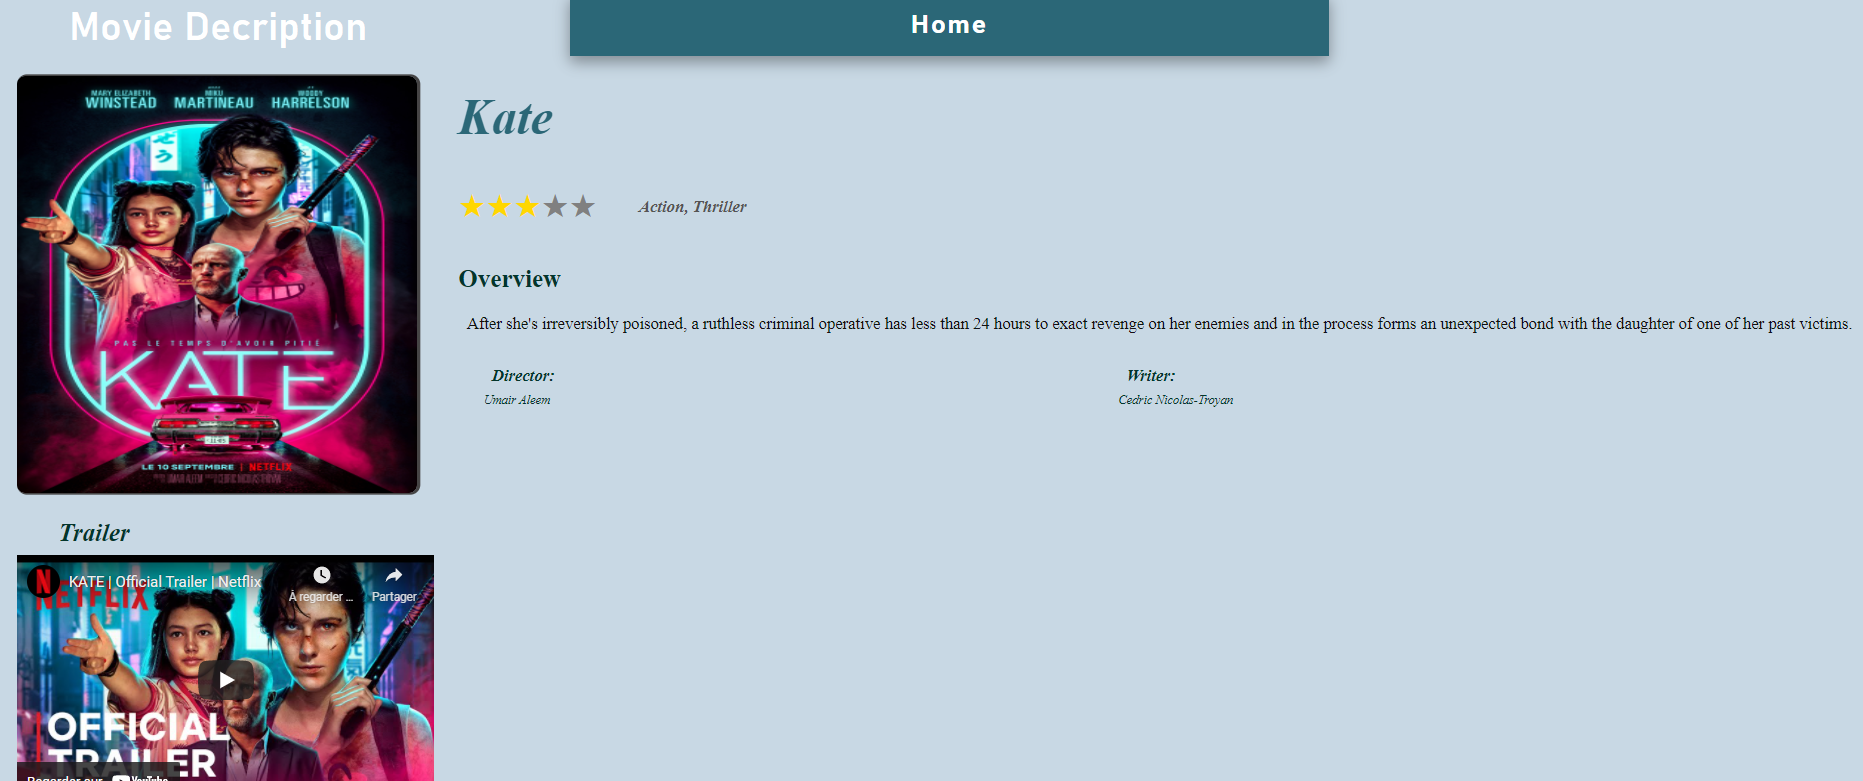 Movie Decription
Home
MARY ELIZABETH
WINSTEAD
MARTINEAU
WOODY
HARRELSON
せう
PAS LE TEMPS D'AVOIR PITIÉ
KATE
LE 10 SEPTEMBRE | NETFLIX
Kate
Action, Thriller
Overview
After she's irreversibly poisoned, a ruthless criminal operative has less than 24 hours to exact revenge on her enemies and in the process forms an unexpected bond with the daughter of one of her past victims.
Director:
Umair Aleem
Writer:
Cedric Nicolas-Troyan
Trailer
KATE | Official Trailer | Netflix
À regarder ...
Partager
NETFLIX
OFFICIAL
TRAILER
Regarder sur YouTube